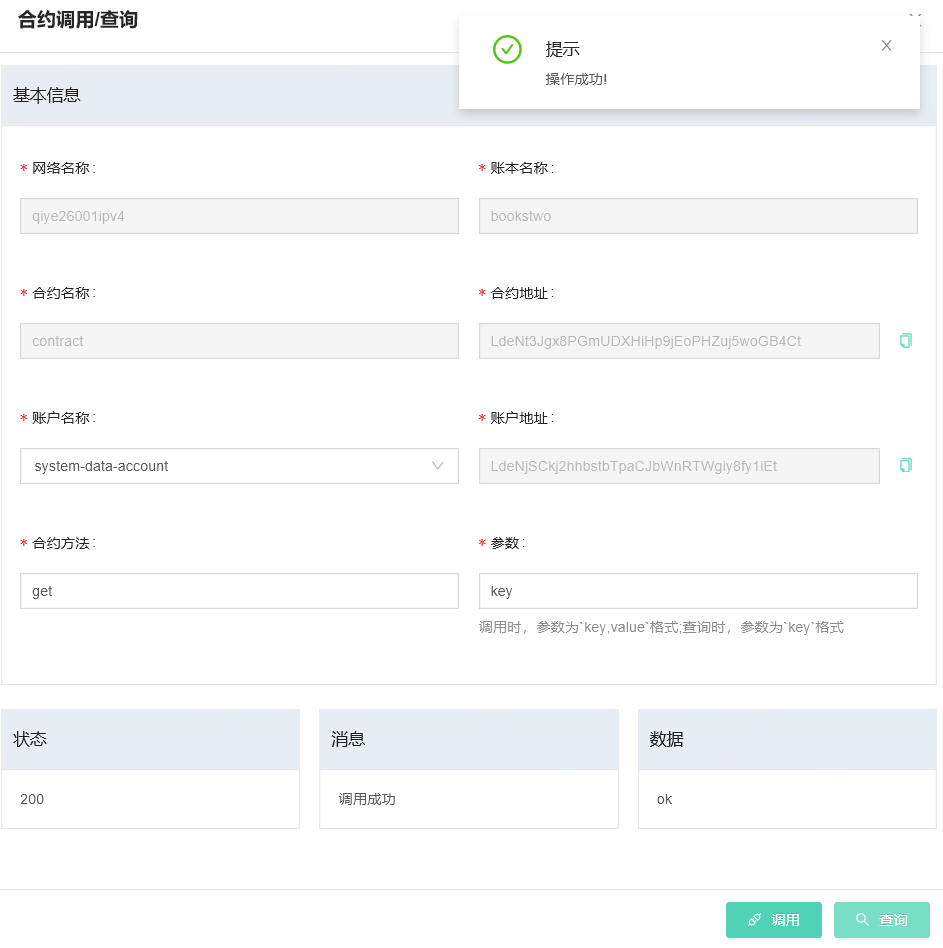 合约调用/查询
提示
操作成功!
基本信息
* 网络名称 :
* 账本名称 :
qiye26001ipv4
bookstwo
* 合约名称 :
* 合约地址 :
contract
LdeNt3Jgx8PGmUDXHiHp9jEoPHZuj5woGB4Ct
* 账户名称 :
* 账户地址 :
system-data-account
LdeNjSCkj2hhbstbTpaCJbWnRTWgiy8fy1iEt
* 合约方法 :
* 参数 :
get
key
调用时，参数为`key,value`格式;查询时，参数为`key`格式
状态
消息
数据
200
调用成功
ok
调用
查询